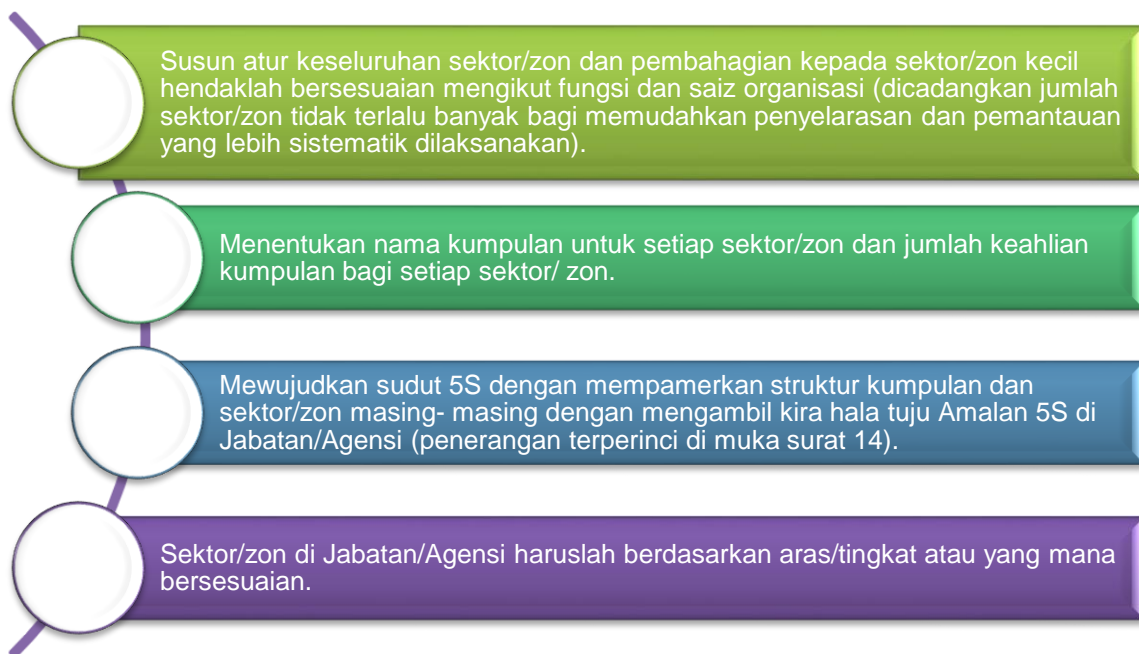 Susun atur keseluruhan sektor/zon dan pembahagian kepada sektor/zon kecil
hendaklah bersesuaian mengikut fungsi dan saiz organisasi (dicadangkan jumlah
sektor/zon tidak terlalu banyak bagi memudahkan penyelarasan dan pemantauan
yang lebih sistematik dilaksanakan).
Menentukan nama kumpulan untuk setiap sektor/zon dan jumlah keahlian
kumpulan bagi setiap sektor/ zon.
Mewujudkan sudut 5S dengan mempamerkan struktur kumpulan dan
sektor/zon masing- masing dengan mengambil kira hala tuju Amalan 5S di
Jabatan/Agensi (penerangan terperinci di muka surat 14).
Sektor/zon di Jabatan/Agensi haruslah berdasarkan aras/tingkat atau yang mana
bersesuaian.